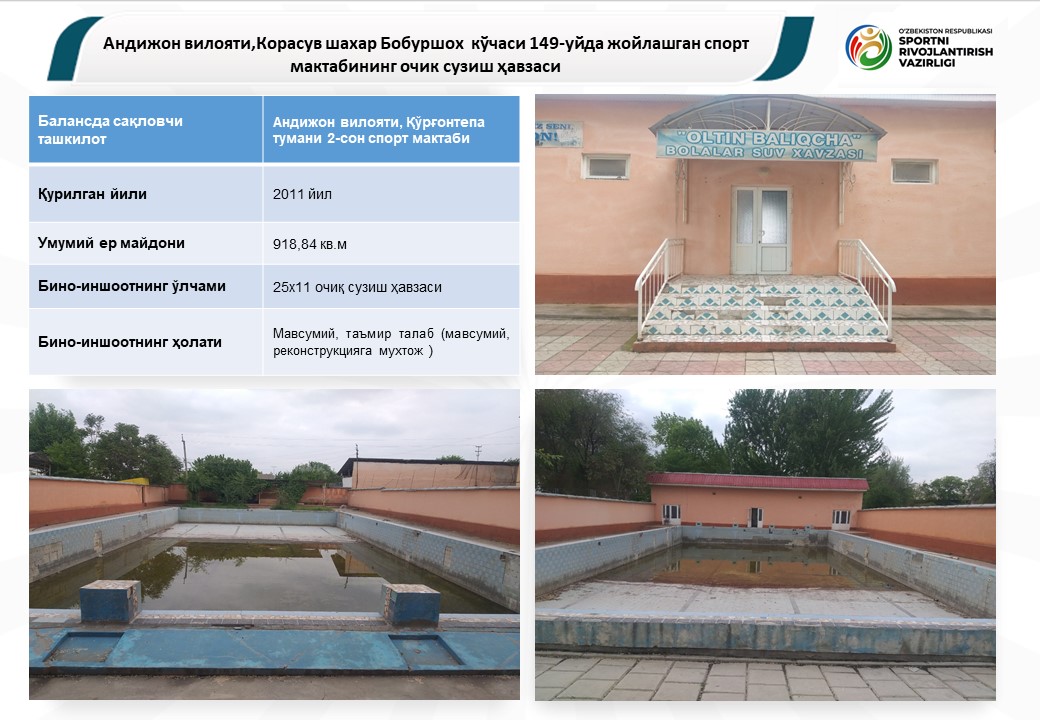 Андижон вилояти,Корасув шахар Бобуршох кўчаси 149-уйда жойлашган спорт
мактабининг очик сузиш ҳавзаси
O'ZBEKISTON RESPUBLIKASI
SPORTNI
RIVOJLANTIRISH
VAZIRLIGI
Балансда сақловчи
ташкилот
Андижон вилояти, Қўрғонтепа
тумани 2-сон спорт мактаби
Қурилган йили
2011 йил
Умумий ер майдони
918,84 кв.м
Бино-иншоотнинг ўлчами
25х11 очиқ сузиш ҳавзаси
Бино-иншоотнинг ҳолати
Мавсумий, таъмир талаб (мавсумий,
реконструкцияга мухтож )
"OLTIN BALIQCHA"
BOLALAR SUV XAVZASI